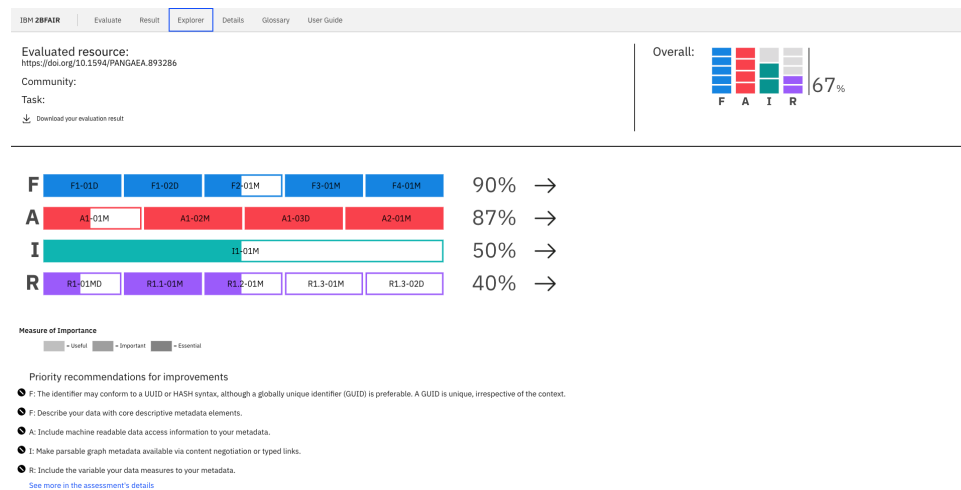 IBM 2BFAIR Evaluate Result Explorer Details Glossary User Guide
Evaluated resource:
https://doi.org/10.1594/PANGAEA.893286
Community:
Task:
Download your evaluation result
Overall:
67%
F A I R
F F1-01D F1-02D F2-01M F3-01M F4-01M 90%
A A1-01M A1-02M A1-03D A2-01M 87%
I I1-01M 50%
R R1-01MD R1.1-01M R1.2-01M R1.3-01M R1.3-02D 40%
Measure of Importance
= Useful = Important = Essential
Priority recommendations for improvements
F: The identifier may conform to a UUID or HASH syntax, although a globally unique identifier (GUID) is preferable. A GUID is unique, irrespective of the context.
F: Describe your data with core descriptive metadata elements.
A: Include machine readable data access information to your metadata.
I: Make parsable graph metadata available via content negotiation or typed links.
R: Include the variable your data measures to your metadata.
See more in the assessment's details